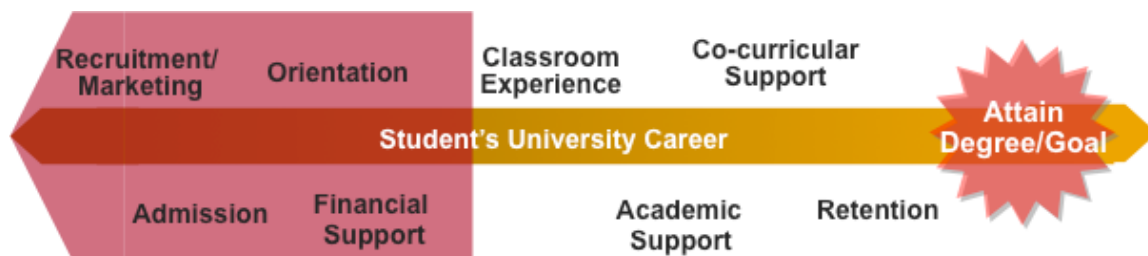 Recruitment/
Marketing
Orientation
Classroom
Experience
Co-curricular
Support
Student's University Career
Attain
Degree/Goal
Admission
Financial
Support
Academic
Support
Retention